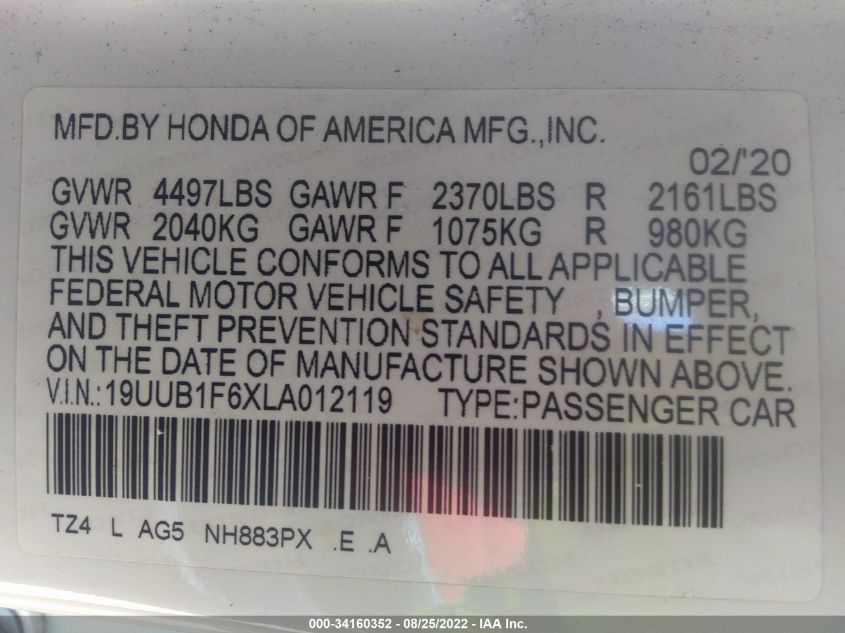 MFD.BY HONDA OF AMERICA MFG.,INC.
02/'20
GVWR 4497LBS GAWR F 2370LBS R 2161LBS
GVWR 2040KG GAWR F 1075KG R 980KG
THIS VEHICLE CONFORMS TO ALL APPLICABLE
FEDERAL MOTOR VEHICLE SAFETY , BUMPER,
AND THEFT PREVENTION STANDARDS IN EFFECT
ON THE DATE OF MANUFACTURE SHOWN ABOVE.
V.I.N.:19UUB1F6XLA012119 TYPE:PASSENGER CAR
TZ4 L AG5 NH883PX .E .A
HONDA
000-34160352 - 08/25/2022 - IAA Inc.